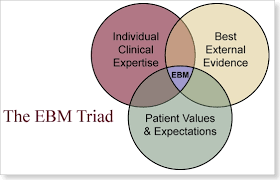 Individual
Clinical
Expertise
Best
External
Evidence
EBM
The EBM Triad
Patient Values
& Expectations